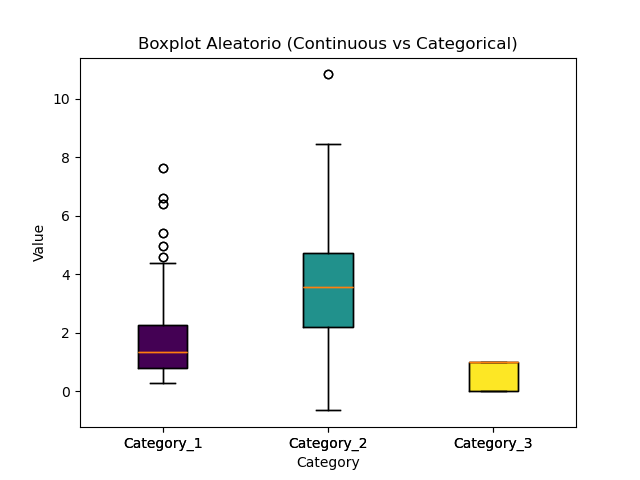 Boxplot Aleatorio (Continuous vs Categorical)
10
8
6
4
2
0
Value
Category_1
Category_2
Category_3
Category